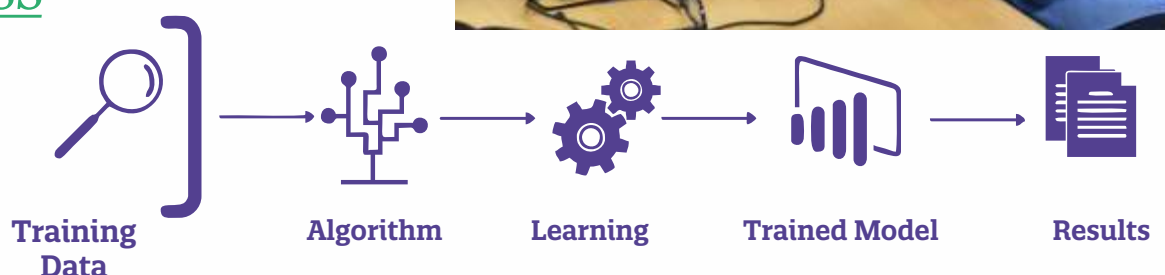 Training
Data
Algorithm
Learning
Trained Model
Results